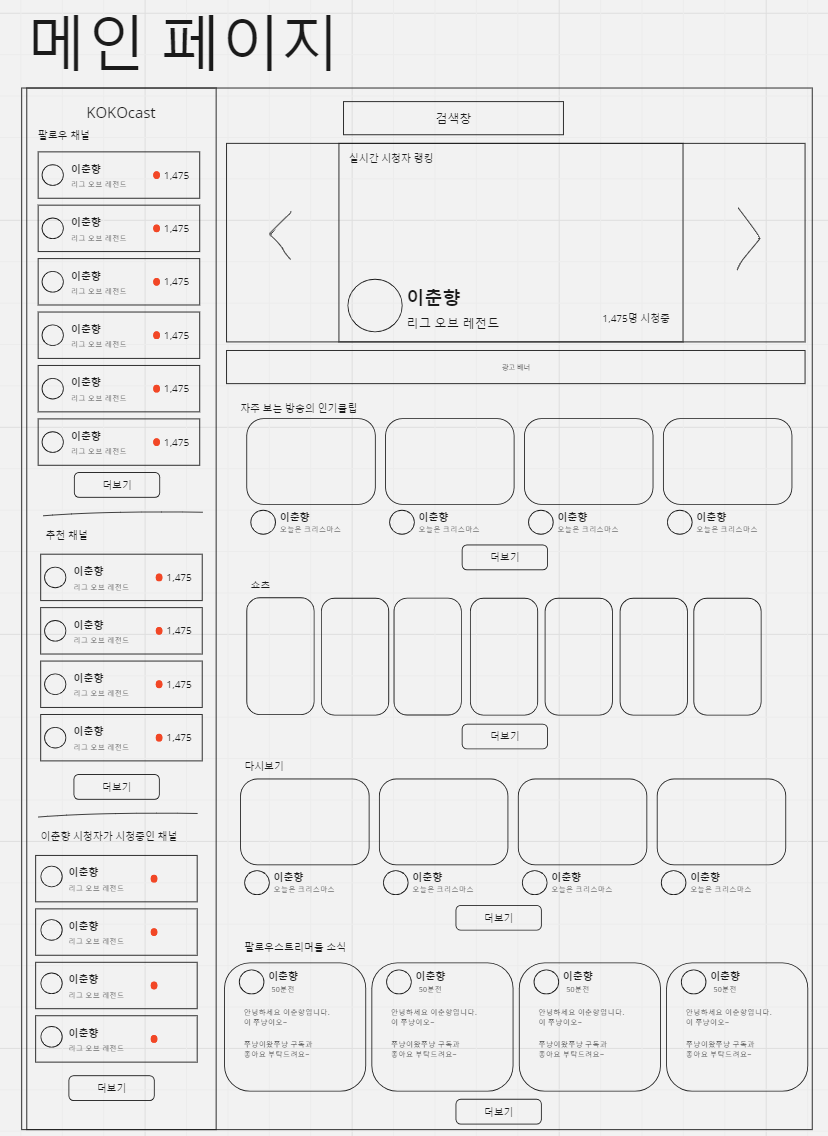 메인 페이지
KOKOcast
팔로우 채널
이춘향
리그 오브 레전드
1,475
이춘향
리그 오브 레전드
1,475
이춘향
리그 오브 레전드
1,475
이춘향
리그 오브 레전드
1,475
이춘향
리그 오브 레전드
1,475
이춘향
리그 오브 레전드
1,475
더보기
추천 채널
이춘향
리그 오브 레전드
1,475
이춘향
리그 오브 레전드
1,475
이춘향
리그 오브 레전드
1,475
이춘향
리그 오브 레전드
1,475
더보기
이춘향 시청자가 시청중인 채널
이춘향
리그 오브 레전드
이춘향
리그 오브 레전드
이춘향
리그 오브 레전드
이춘향
리그 오브 레전드
더보기
검색창
실시간 시청자 랭킹
이춘향
리그 오브 레전드
1,475명 시청중
광고 배너
자주 보는 방송의 인기클립
이춘향
오늘은 크리스마스
이춘향
오늘은 크리스마스
이춘향
오늘은 크리스마스
이춘향
오늘은 크리스마스
더보기
쇼츠
더보기
다시보기
이춘향
오늘은 크리스마스
이춘향
오늘은 크리스마스
이춘향
오늘은 크리스마스
이춘향
오늘은 크리스마스
더보기
팔로우스트리머들 소식
이춘향
50분전
안녕하세요 이춘향입니다.
이 쭈냥이오~
쭈냥이왔쭈냥 구독과
좋아요 부탁드려요~
이춘향
50분전
안녕하세요 이춘향입니다.
이 쭈냥이오~
쭈냥이왔쭈냥 구독과
좋아요 부탁드려요~
이춘향
50분전
안녕하세요 이춘향입니다.
이 쭈냥이오~
쭈냥이왔쭈냥 구독과
좋아요 부탁드려요~
이춘향
50분전
안녕하세요 이춘향입니다.
이 쭈냥이오~
쭈냥이왔쭈냥 구독과
좋아요 부탁드려요~
더보기